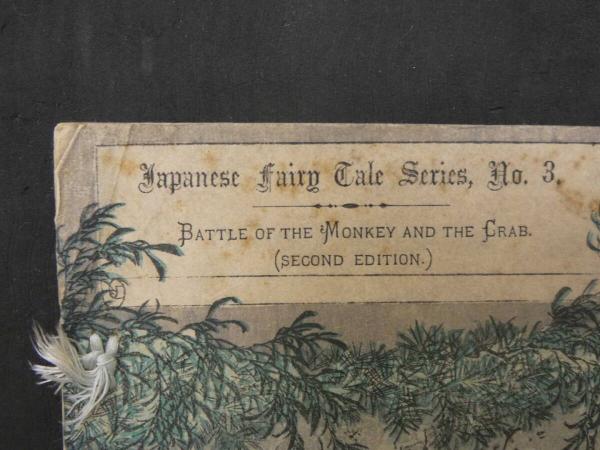 Japanese Fairy Tale Series, No. 3.
BATTLE OF THE MONKEY AND THE CRAB.
(SECOND EDITION.)